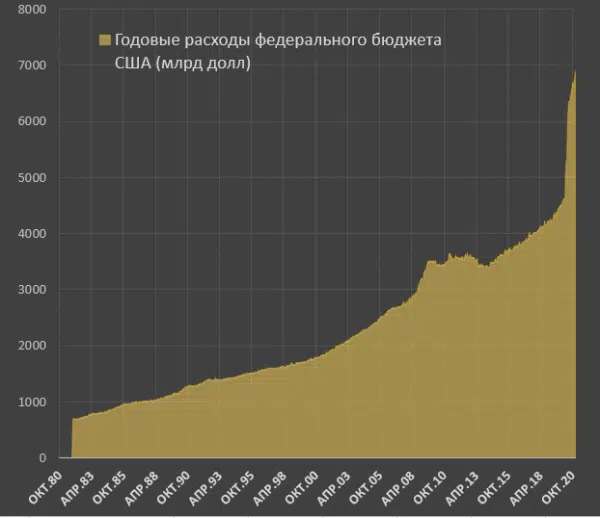 8000
Годовые расходы федерального бюджета
США (млрд долл)
7000
6000
5000
4000
3000
2000
1000
0
ОКТ.80
АПР.83
ОКТ.85
АПР.88
ОКТ.90
АПР.93
ОКТ.95
АПР.98
ОКТ.00
АПР.03
ОКТ.05
АПР.08
ОКТ.10
АПР.13
ОКТ.15
АПР.18
ОКТ.20